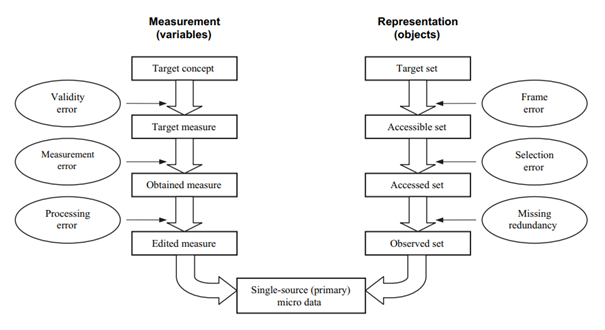 Measurement
(variables)
Representation
(objects)
Target concept
Target set
Validity
error
Frame
error
Target measure
Accessible set
Measurement
error
Selection
error
Obtained measure
Accessed set
Processing
error
Missing
redundancy
Edited measure
Observed set
Single-source (primary)
micro data